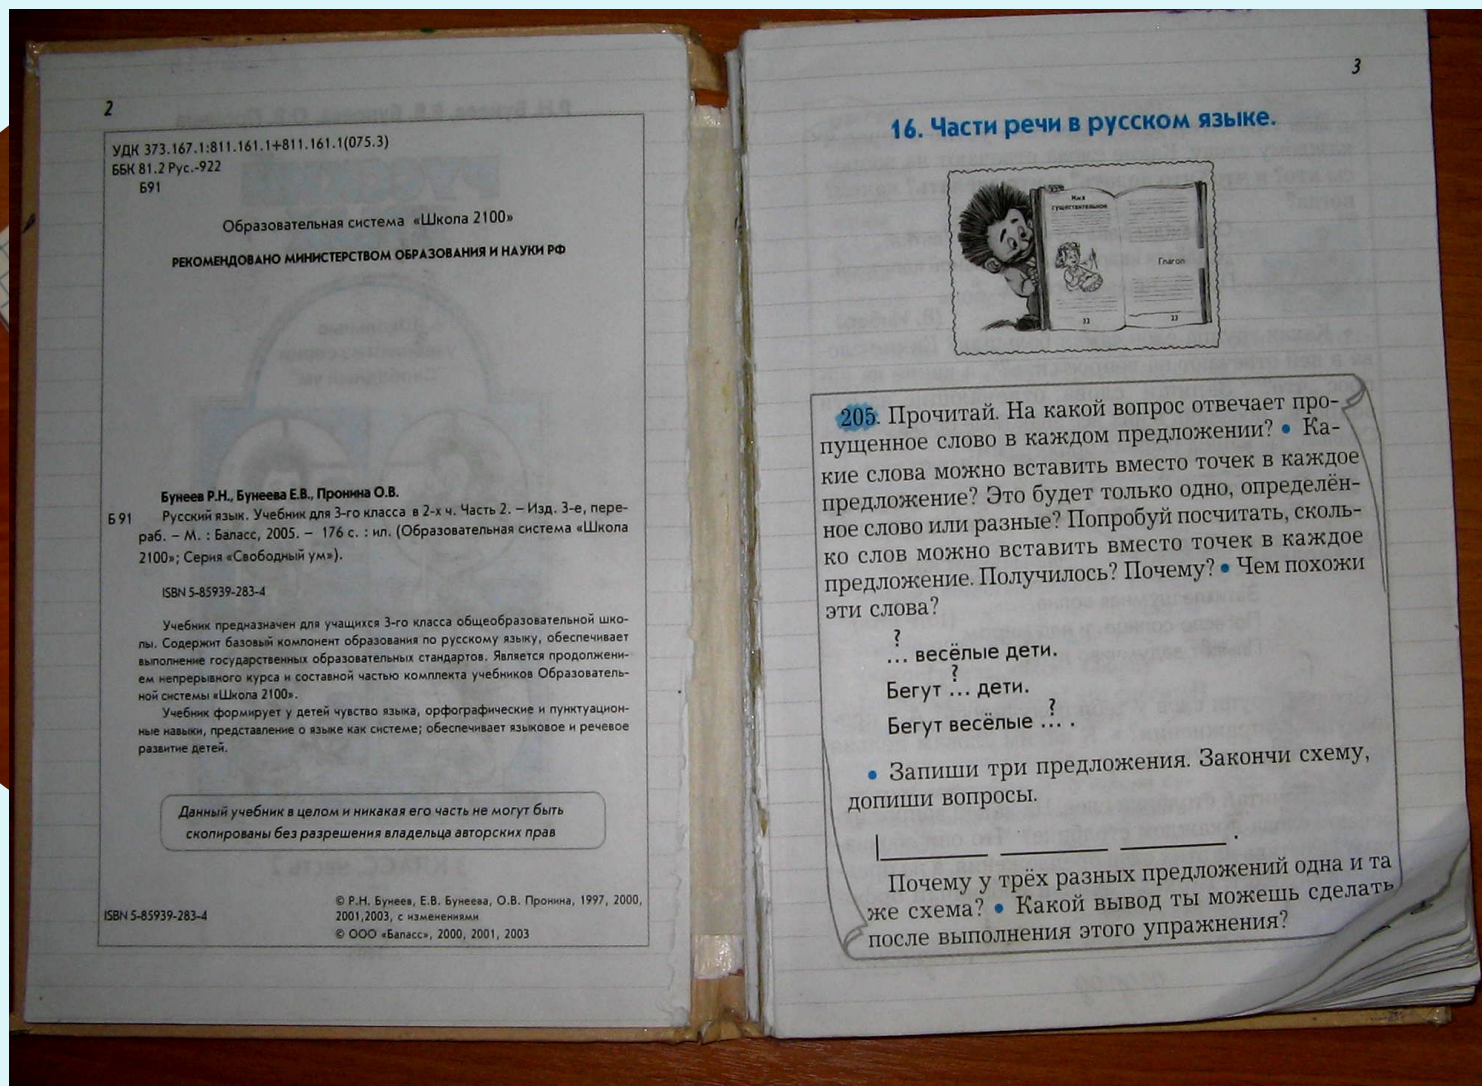 2
УДК 373.167.1:811.161.1+811.161.1(075.3)
ББК 81.2 Рус.-922
Б91
Образовательная система «Школа 2100»
РЕКОМЕНДОВАНО МИНИСТЕРСТВОМ ОБРАЗОВАНИЯ И НАУКИ РФ
Бунеев Р.Н., Бунеева Е.В., Пронина О.В.
Б 91 Русский язык. Учебник для 3-го класса в 2-х ч. Часть 2. – Изд. 3-е, пере-
раб. – М. : Баласс, 2005. – 176 с. : ил. (Образовательная система «Школа
2100»; Серия «Свободный ум»).
ISBN 5-85939-283-4
Учебник предназначен для учащихся 3-го класса общеобразовательной шко-
лы. Содержит базовый компонент образования по русскому языку, обеспечивает
выполнение государственных образовательных стандартов. Является продолжени-
ем непрерывного курса и составной частью комплекта учебников Образователь-
ной системы «Школа 2100».
Учебник формирует у детей чувство языка, орфографические и пунктуацион-
ные навыки, представление о языке как системе; обеспечивает языковое и речевое
развитие детей.
Данный учебник в целом и никакая его часть не могут быть
скопированы без разрешения владельца авторских прав
ISBN 5-85939-283-4
© Р.Н. Бунеев, Е.В. Бунеева, О.В. Пронина, 1997, 2000,
2001,2003, с изменениями
© ООО «Баласс», 2000, 2001, 2003
3
16. Части речи в русском языке.
Имя
существительное
Глагол
22
23
205. Прочитай. На какой вопрос отвечает про-
пущенное слово в каждом предложении? • Ка-
кие слова можно вставить вместо точек в каждое
предложение? Это будет только одно, определён-
ное слово или разные? Попробуй посчитать, сколь-
ко слов можно вставить вместо точек в каждое
предложение. Получилось? Почему? • Чем похожи
эти слова?
?
... весёлые дети.
?
Бегут ... дети.
?
Бегут весёлые ... .
• Запиши три предложения. Закончи схему,
допиши вопросы.
Почему у трёх разных предложений одна и та
же схема? • Какой вывод ты можешь сделать
после выполнения этого упражнения?